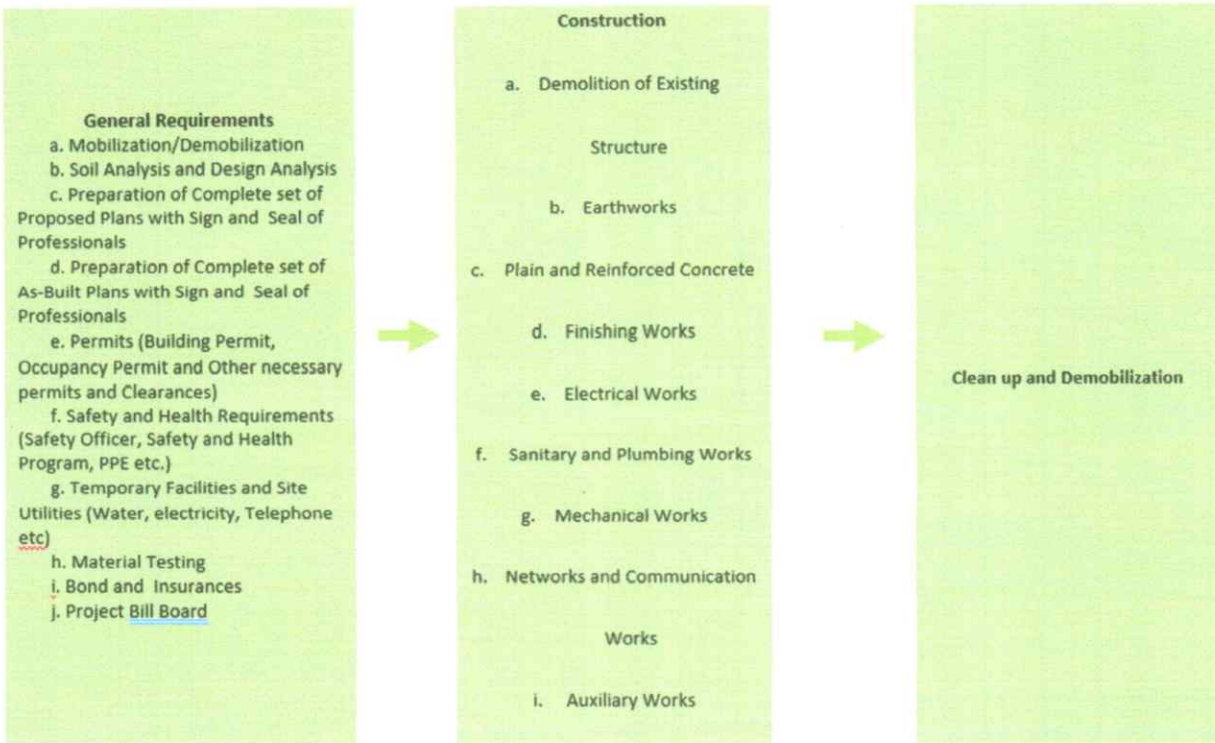 General Requirements
a. Mobilization/Demobilization
b. Soil Analysis and Design Analysis
c. Preparation of Complete set of
Proposed Plans with Sign and Seal of
Professionals
d. Preparation of Complete set of
As-Built Plans with Sign and Seal of
Professionals
e. Permits (Building Permit,
Occupancy Permit and Other necessary
permits and Clearances)
f. Safety and Health Requirements
(Safety Officer, Safety and Health
Program, PPE etc.)
g. Temporary Facilities and Site
Utilities (Water, electricity, Telephone
etc)
h. Material Testing
i. Bond and Insurances
j. Project Bill Board
Construction
a. Demolition of Existing
Structure
b. Earthworks
c. Plain and Reinforced Concrete
d. Finishing Works
e. Electrical Works
f. Sanitary and Plumbing Works
g. Mechanical Works
h. Networks and Communication
Works
i. Auxiliary Works
Clean up and Demobilization